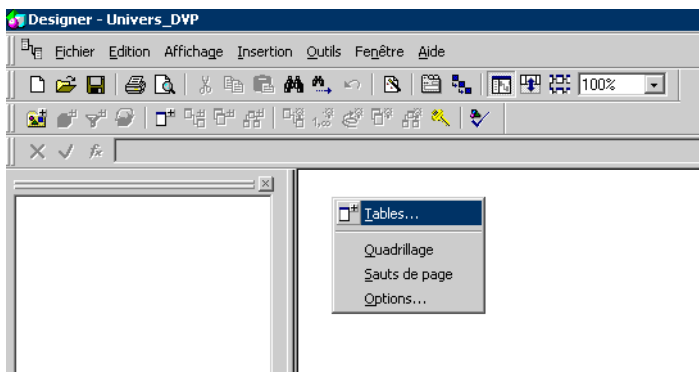 Designer - Univers_DVP
Fichier Edition Affichage Insertion Outils Fenêtre Aide
100%
Tables...
Quadrillage
Sauts de page
Options...